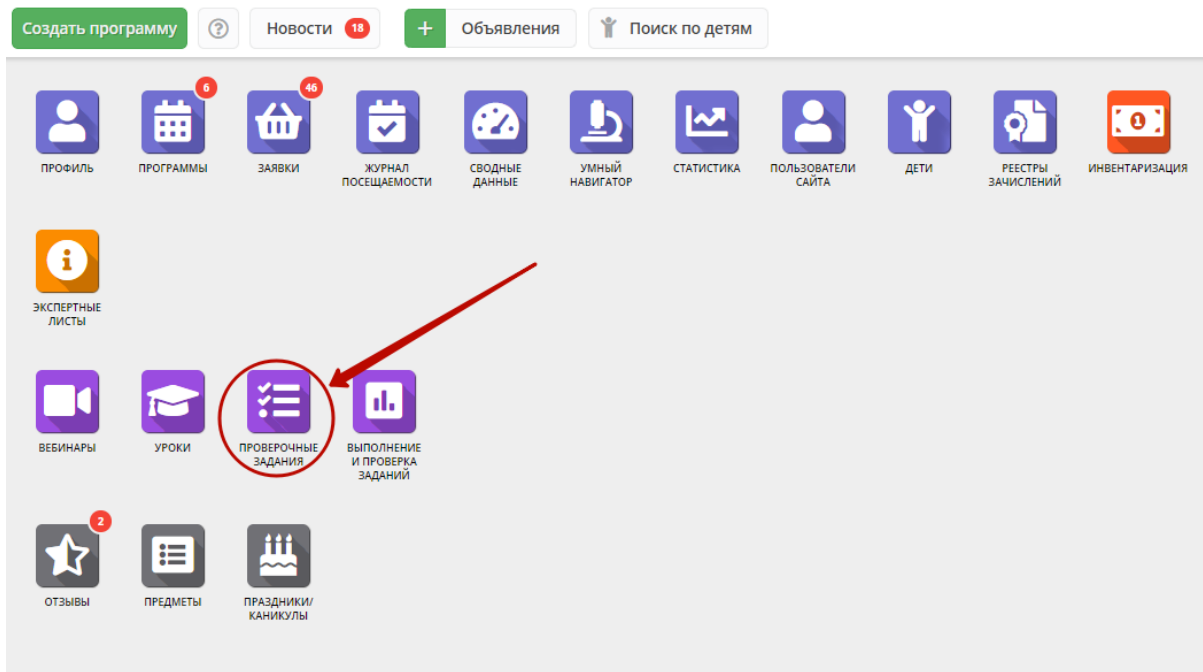 Создать программу ? Новости 18 + Объявления Поиск по детям
6 46
ПРОФИЛЬ ПРОГРАММЫ ЗАЯВКИ ЖУРНАЛ ПОСЕЩАЕМОСТИ СВОДНЫЕ ДАННЫЕ УМНЫЙ НАВИГАТОР СТАТИСТИКА ПОЛЬЗОВАТЕЛИ САЙТА ДЕТИ РЕЕСТРЫ ЗАЧИСЛЕНИЙ ИНВЕНТАРИЗАЦИЯ
ЭКСПЕРТНЫЕ
ЛИСТЫ
ВЕБИНАРЫ УРОКИ ПРОВЕРОЧНЫЕ ЗАДАНИЯ ВЫПОЛНЕНИЕ И ПРОВЕРКА ЗАДАНИЙ
2
ОТЗЫВЫ ПРЕДМЕТЫ ПРАЗДНИКИ/ КАНИКУЛЫ